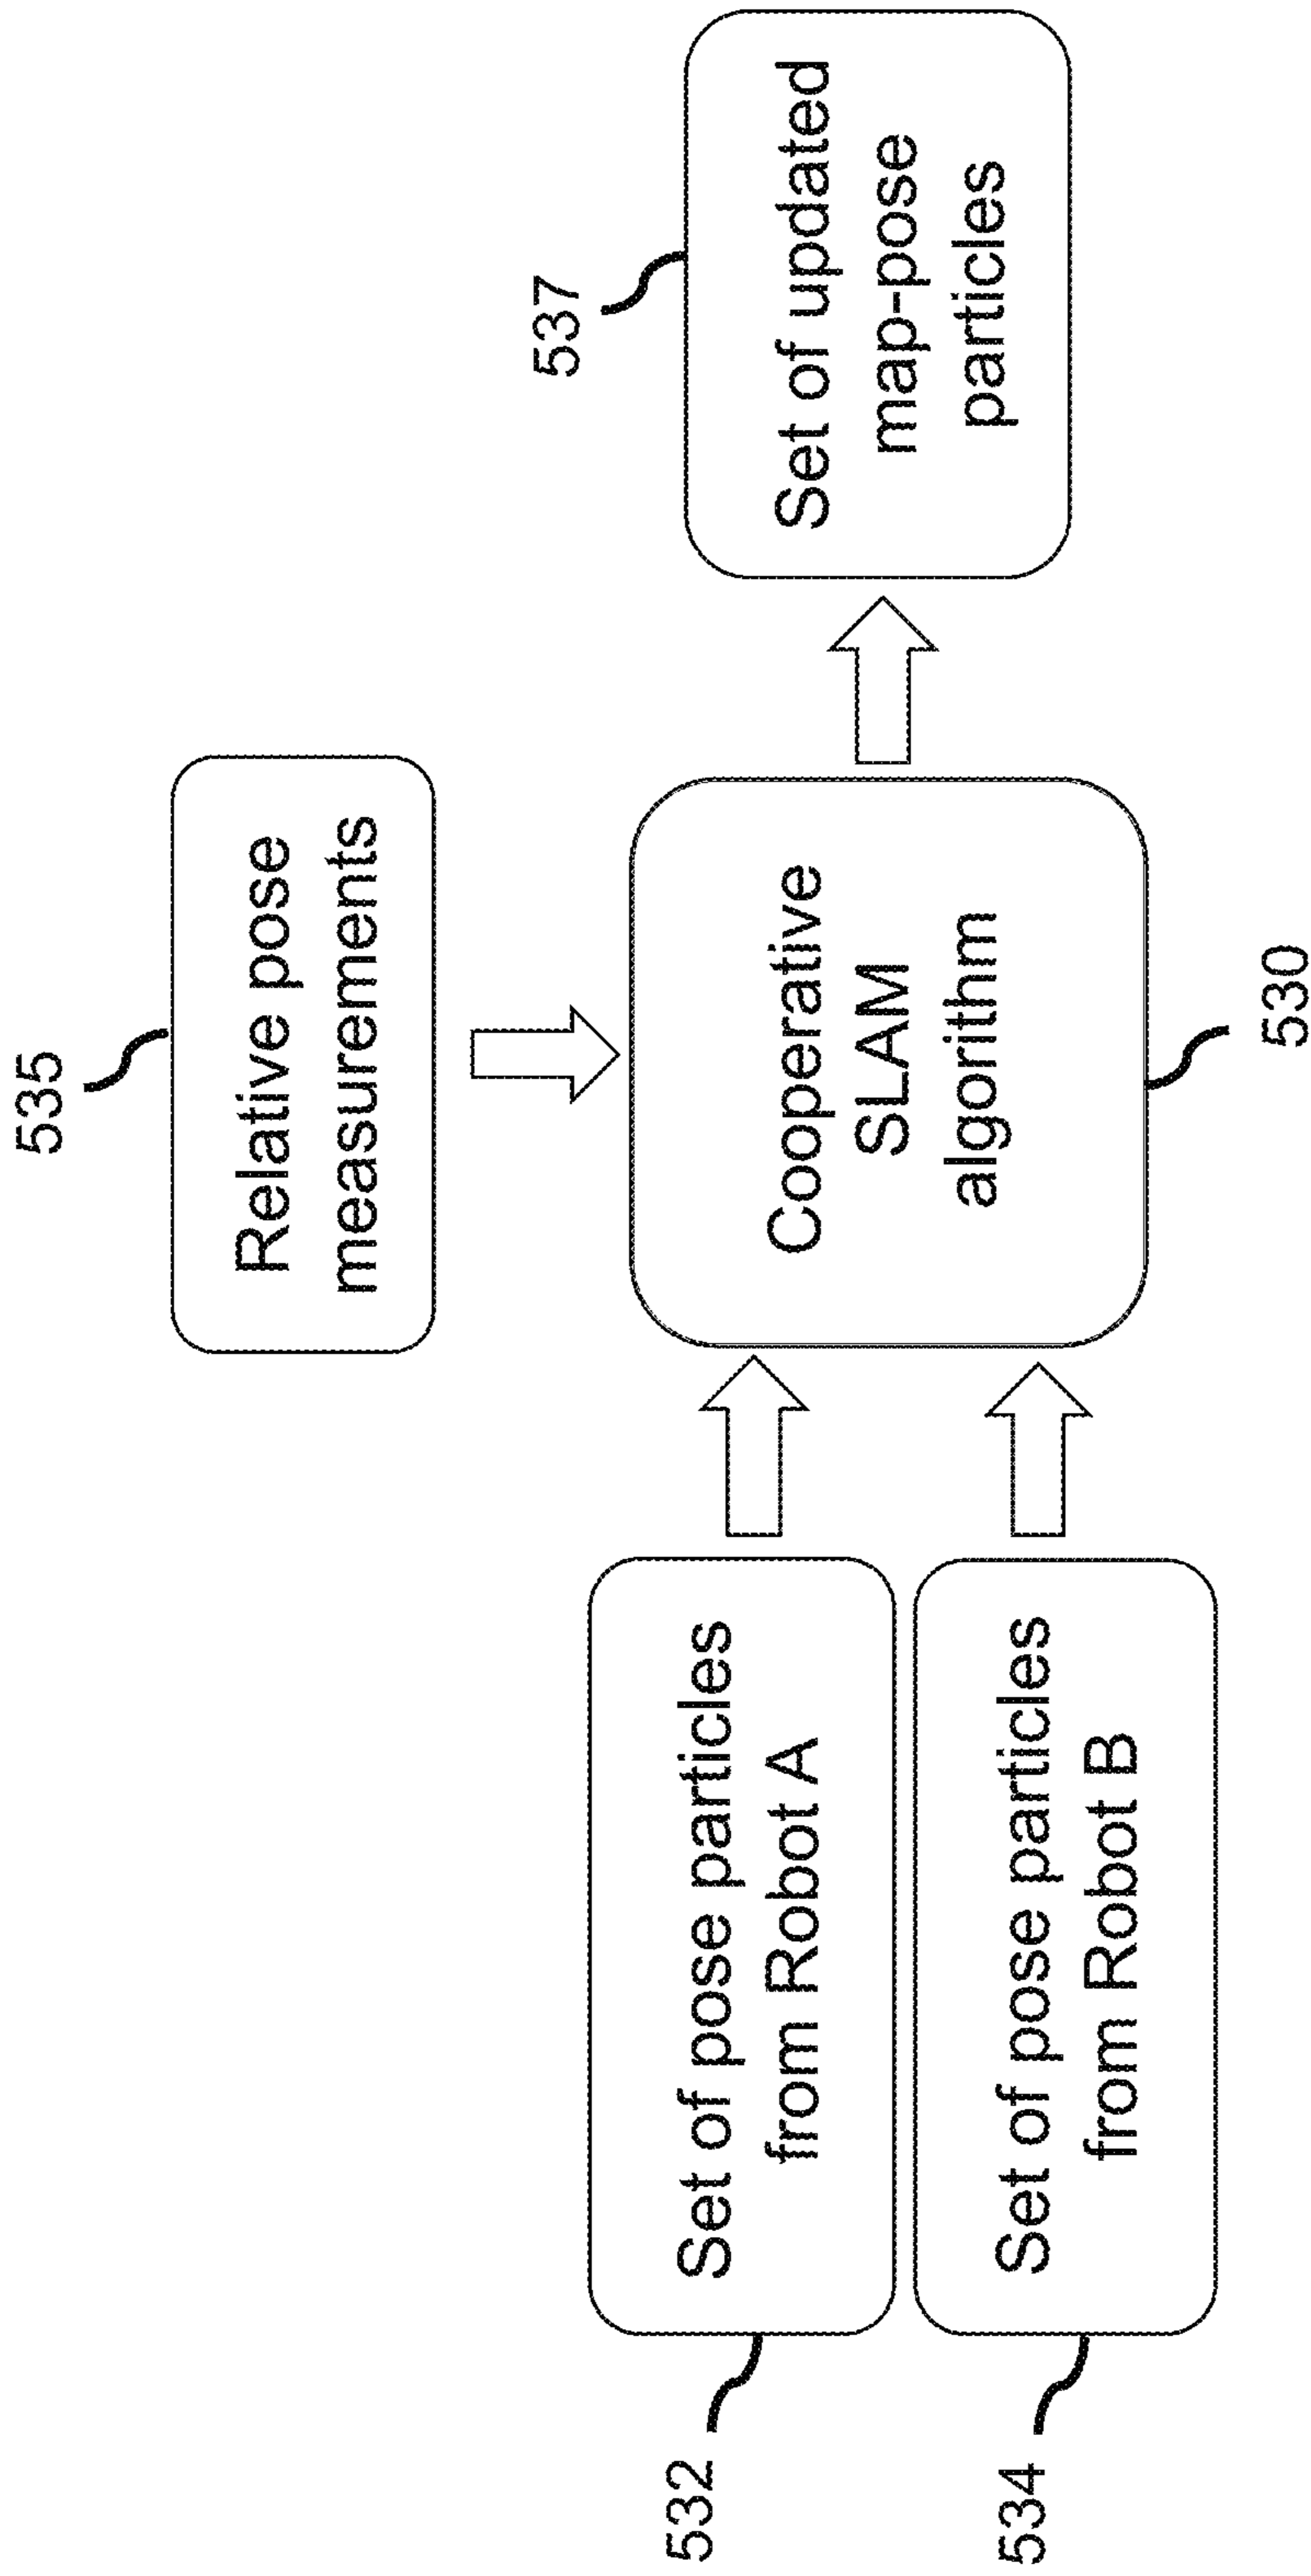 535
Relative pose
measurements
532
Set of pose particles
from Robot A
534
Set of pose particles
from Robot B
Cooperative
SLAM
algorithm
530
537
Set of updated
map-pose
particles